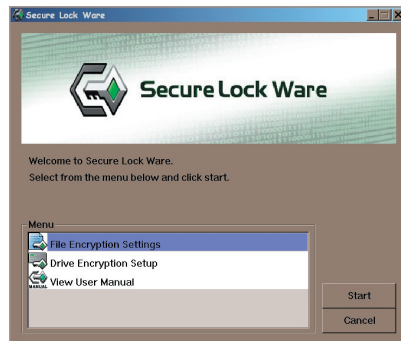 Secure Lock Ware
Secure Lock Ware
Welcome to Secure Lock Ware.
Select from the menu below and click start.
Menu
File Encryption Settings
Drive Encryption Setup
MANUAL
View User Manual
Start
Cancel